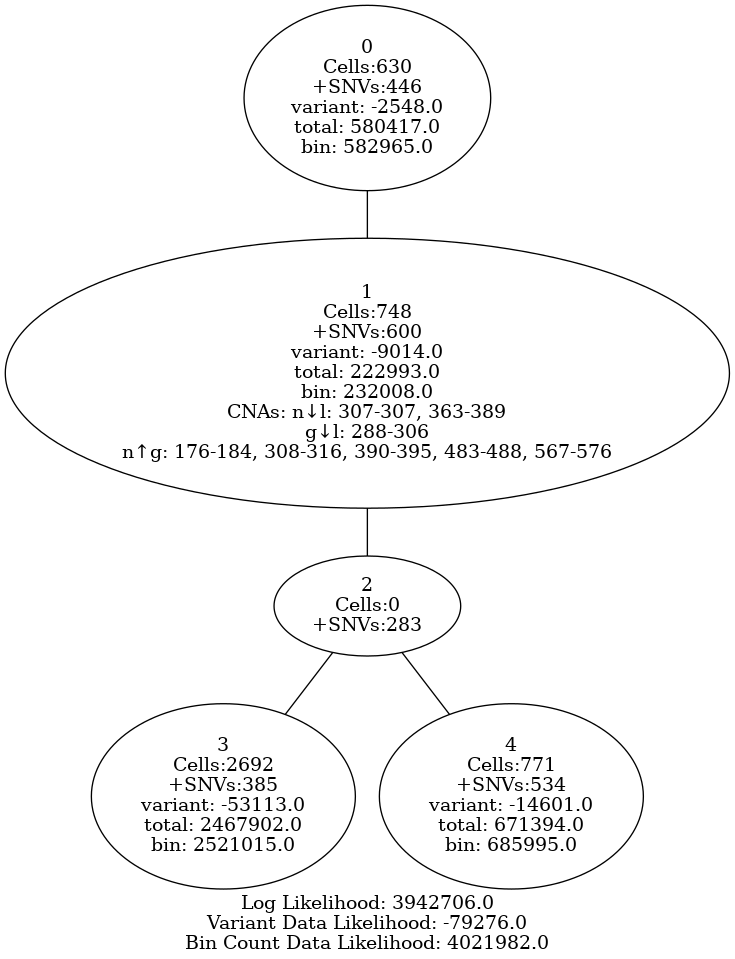 0
Cells:630
+SNVs:446
variant: -2548.0
total: 580417.0
bin: 582965.0
1
Cells:748
+SNVs:600
variant: -9014.0
total: 222993.0
bin: 232008.0
CNAs: n↓l: 307-307, 363-389
g↓l: 288-306
n↑g: 176-184, 308-316, 390-395, 483-488, 567-576
2
Cells:0
+SNVs:283
3
Cells:2692
+SNVs:385
variant: -53113.0
total: 2467902.0
bin: 2521015.0
4
Cells:771
+SNVs:534
variant: -14601.0
total: 671394.0
bin: 685995.0
Log Likelihood: 3942706.0
Variant Data Likelihood: -79276.0
Bin Count Data Likelihood: 4021982.0